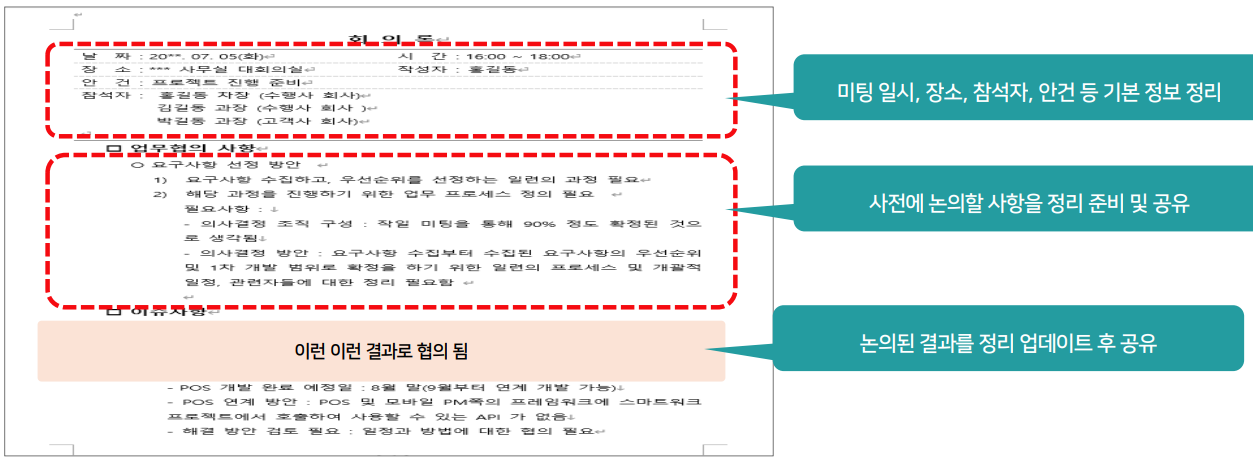 회 의 록
날 짜 : 20**. 07. 05(화) 시 간 : 16:00 ~ 18:00
장 소 : *** 사무실 대회의실 작성자 : 홍길동
안 건 : 프로젝트 진행 준비
참석자 : 홍길동 차장 (수행사 회사)
김길동 과장 (수행사 회사 )
박길동 과장 (고객사 회사)
미팅 일시, 장소, 참석자, 안건 등 기본 정보 정리
□ 업무협의 사항
○ 요구사항 선정 방안
1) 요구사항 수집하고, 우선순위를 선정하는 일련의 과정 필요
2) 해당 과정을 진행하기 위한 업무 프로세스 정의 필요
필요사항 :
- 의사결정 조직 구성 : 작일 미팅을 통해 90% 정도 확정된 것으
로 생각됨
- 의사결정 방안 : 요구사항 수집부터 수집된 요구사항의 우선순위
및 1차 개발 범위로 확정을 하기 위한 일련의 프로세스 및 개괄적
일정, 관련자들에 대한 정리 필요함
사전에 논의할 사항을 정리 준비 및 공유
□ 이슈사항
이런 이런 결과로 협의 됨
논의된 결과를 정리 업데이트 후 공유
- POS 개발 완료 예정일 : 8월 말(9월부터 연계 개발 가능)
- POS 연계 방안 : POS 및 모바일 PM쪽의 프레임워크에 스마트워크
프로젝트에서 호출하여 사용할 수 있는 API 가 없음
- 해결 방안 검토 필요 : 일정과 방법에 대한 협의 필요